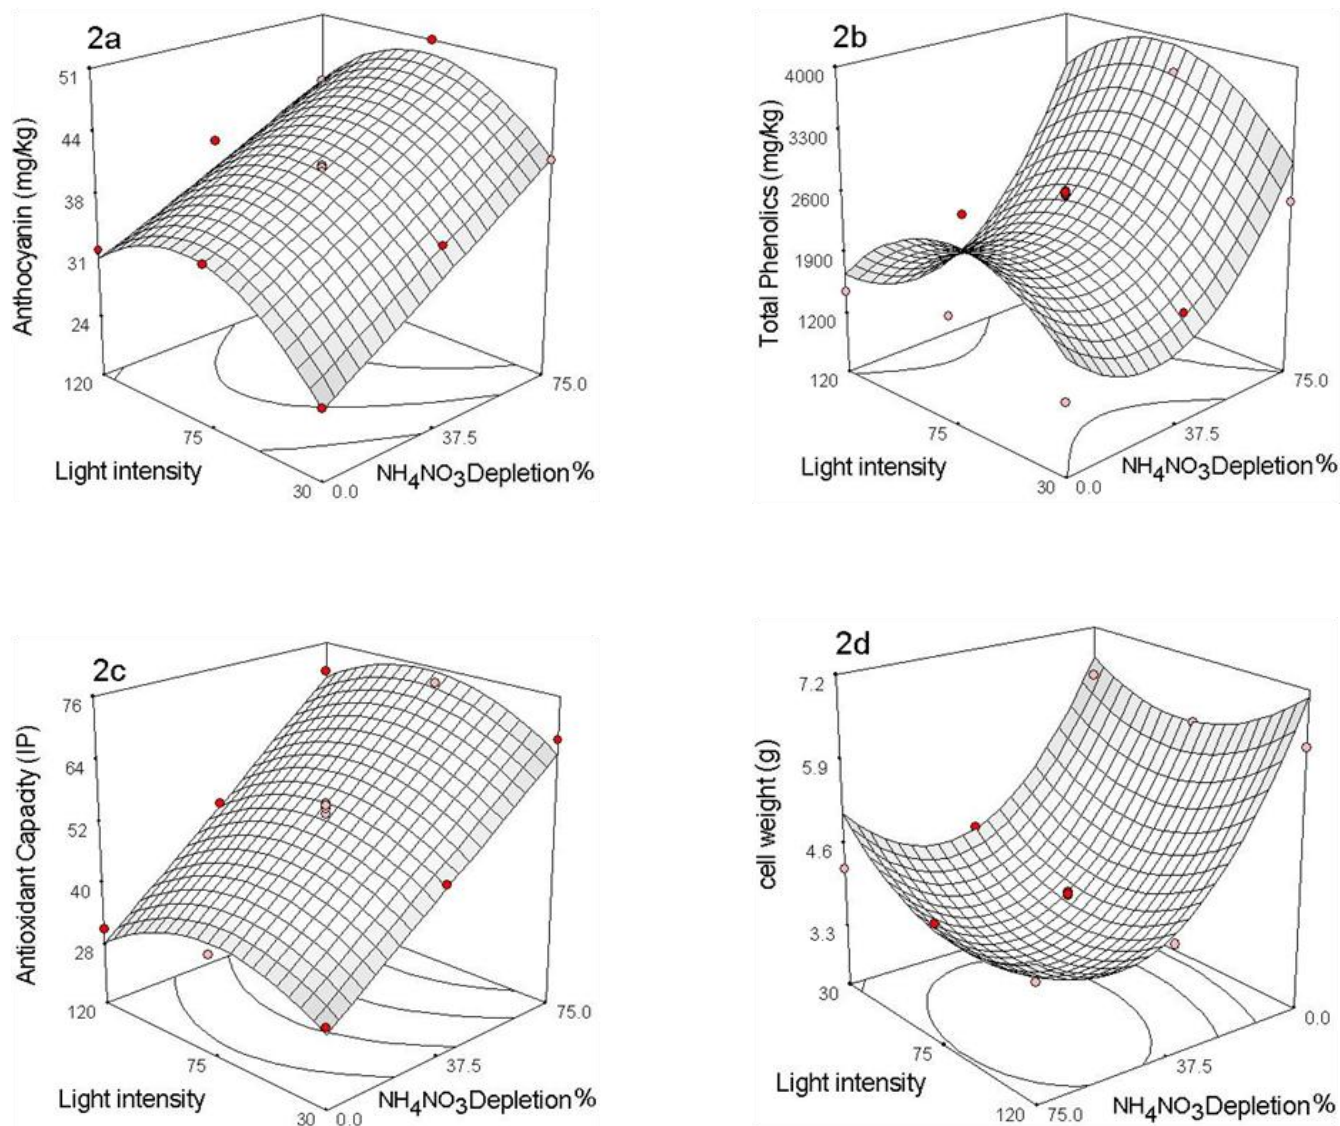 2a
51
44
38
31
24
Anthocyanin (mg/kg)
120
75
30
0.0
37.5
75.0
Light intensity
NH4NO3Depletion%
2b
4000
3300
2600
1900
1200
Total Phenolics (mg/kg)
120
75
30
0.0
37.5
75.0
Light intensity
NH4NO3Depletion%
2c
76
64
52
40
28
Antioxidant Capacity (IP)
120
75
30
0.0
37.5
75.0
Light intensity
NH4NO3Depletion%
2d
7.2
5.9
4.6
3.3
cell weight (g)
30
75
120
75.0
37.5
0.0
Light intensity
NH4NO3Depletion%